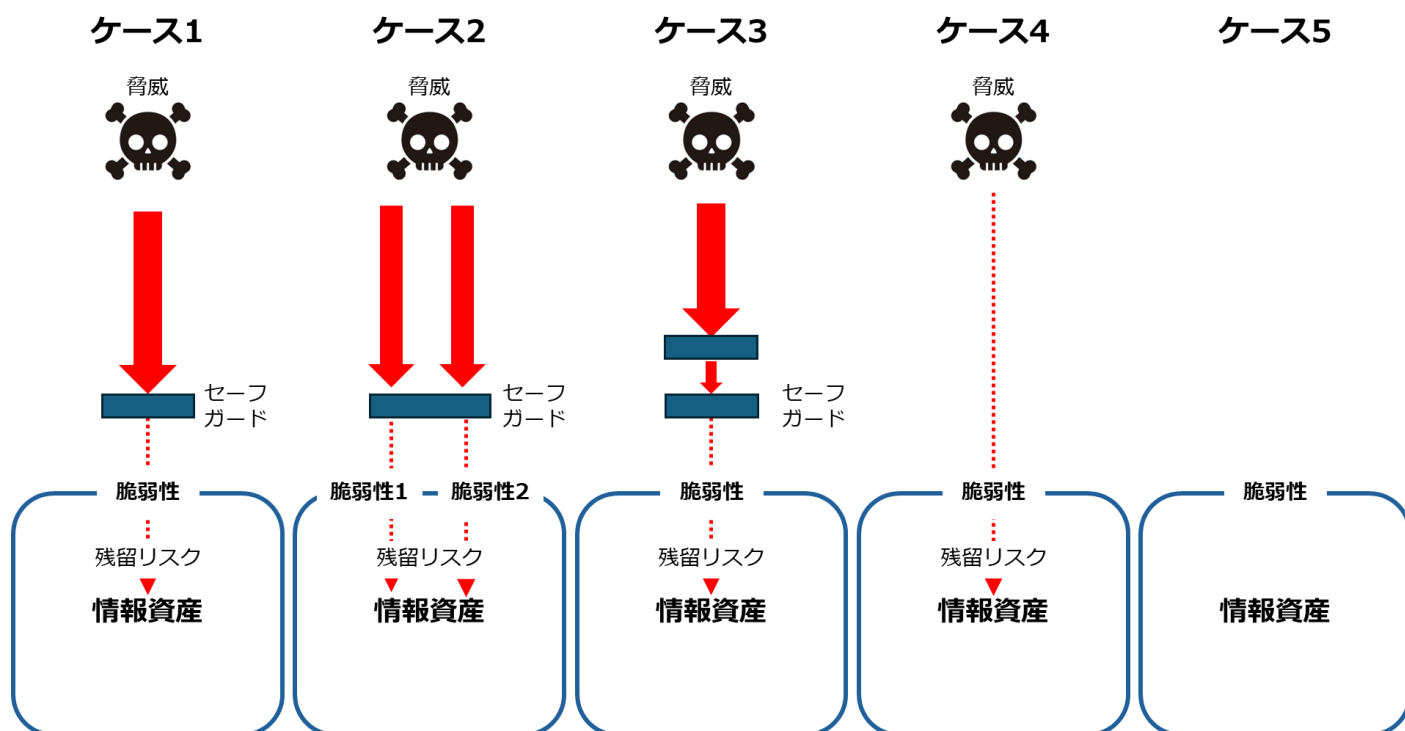 ケース1
ケース2
ケース3
ケース4
ケース5
脅威
脅威
脅威
脅威
セーフ
ガード
セーフ
ガード
セーフ
ガード
脆弱性
脆弱性1
脆弱性2
脆弱性
脆弱性
脆弱性
残留リスク
残留リスク
残留リスク
残留リスク
情報資産
情報資産
情報資産
情報資産
情報資産